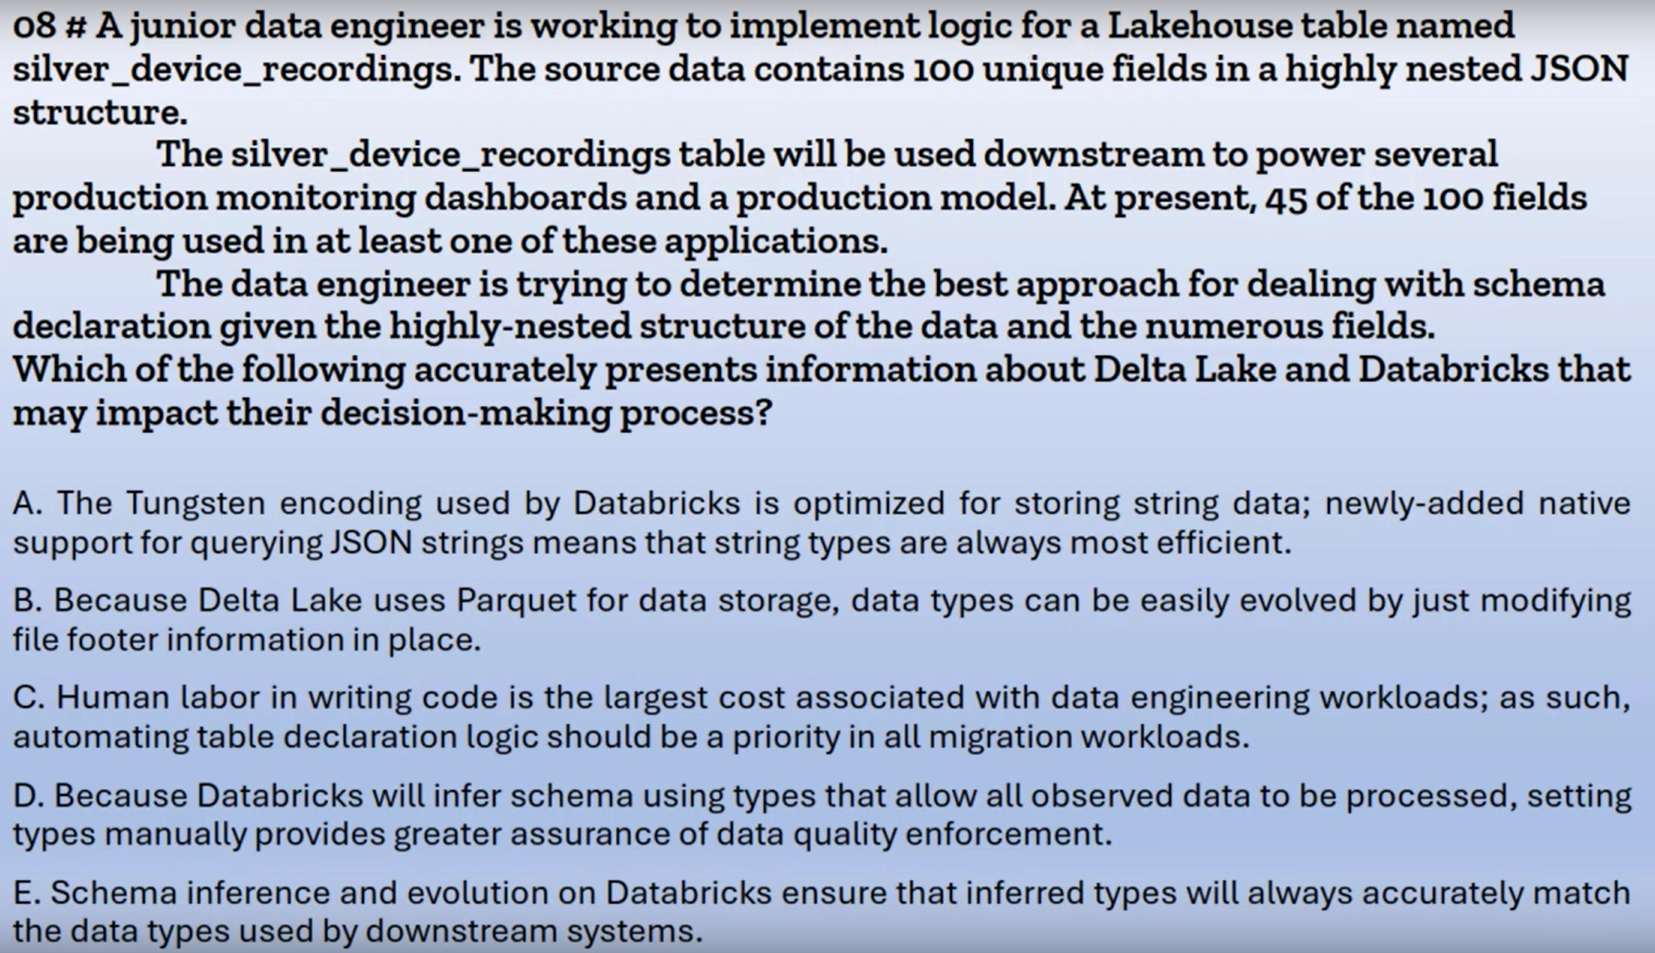 08 # A junior data engineer is working to implement logic for a Lakehouse table named
silver_device_recordings. The source data contains 100 unique fields in a highly nested JSON
structure.
The silver_device_recordings table will be used downstream to power several
production monitoring dashboards and a production model. At present, 45 of the 100 fields
are being used in at least one of these applications.
The data engineer is trying to determine the best approach for dealing with schema
declaration given the highly-nested structure of the data and the numerous fields.
Which of the following accurately presents information about Delta Lake and Databricks that
may impact their decision-making process?
A. The Tungsten encoding used by Databricks is optimized for storing string data; newly-added native
support for querying JSON strings means that string types are always most efficient.
B. Because Delta Lake uses Parquet for data storage, data types can be easily evolved by just modifying
file footer information in place.
C. Human labor in writing code is the largest cost associated with data engineering workloads; as such,
automating table declaration logic should be a priority in all migration workloads.
D. Because Databricks will infer schema using types that allow all observed data to be processed, setting
types manually provides greater assurance of data quality enforcement.
E. Schema inference and evolution on Databricks ensure that inferred types will always accurately match
the data types used by downstream systems.